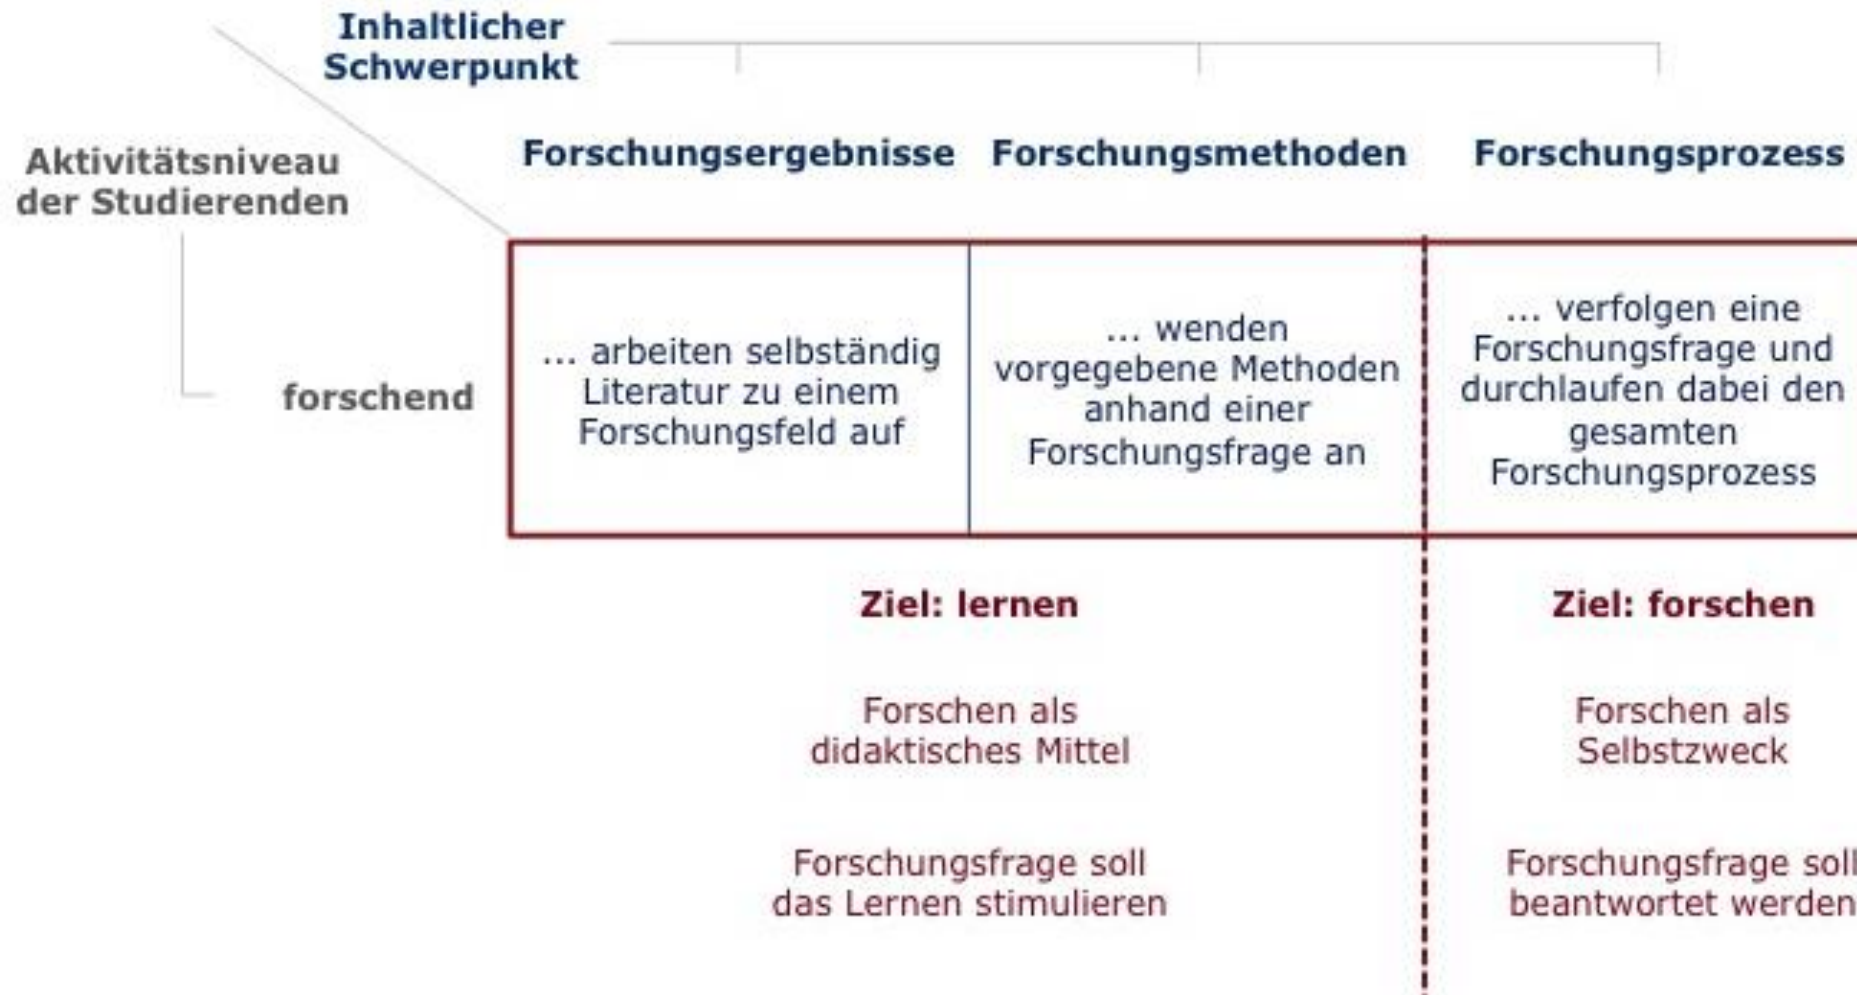 Inhaltlicher
Schwerpunkt
Aktivitätsniveau
der Studierenden
Forschungsergebnisse
Forschungsmethoden
Forschungsprozess
forschend
... arbeiten selbständig
Literatur zu einem
Forschungsfeld auf
... wenden
vorgegebene Methoden
anhand einer
Forschungsfrage an
... verfolgen eine
Forschungsfrage und
durchlaufen dabei den
gesamten
Forschungsprozess
Ziel: lernen
Forschen als
didaktisches Mittel
Forschungsfrage soll
das Lernen stimulieren
Ziel: forschen
Forschen als
Selbstzweck
Forschungsfrage soll
beantwortet werden